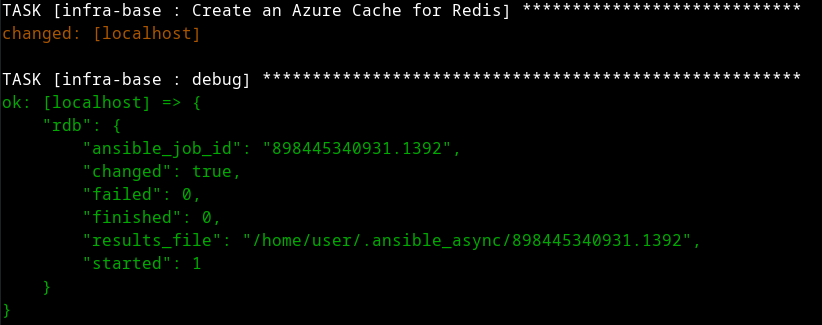 TASK [infra-base : Create an Azure Cache for Redis] ****************************
changed: [localhost]
TASK [infra-base : debug] ******************************************************
ok: [localhost] => {
    "rdb": {
        "ansible_job_id": "898445340931.1392",
        "changed": true,
        "failed": 0,
        "finished": 0,
        "results_file": "/home/user/.ansible_async/898445340931.1392",
        "started": 1
    }
}